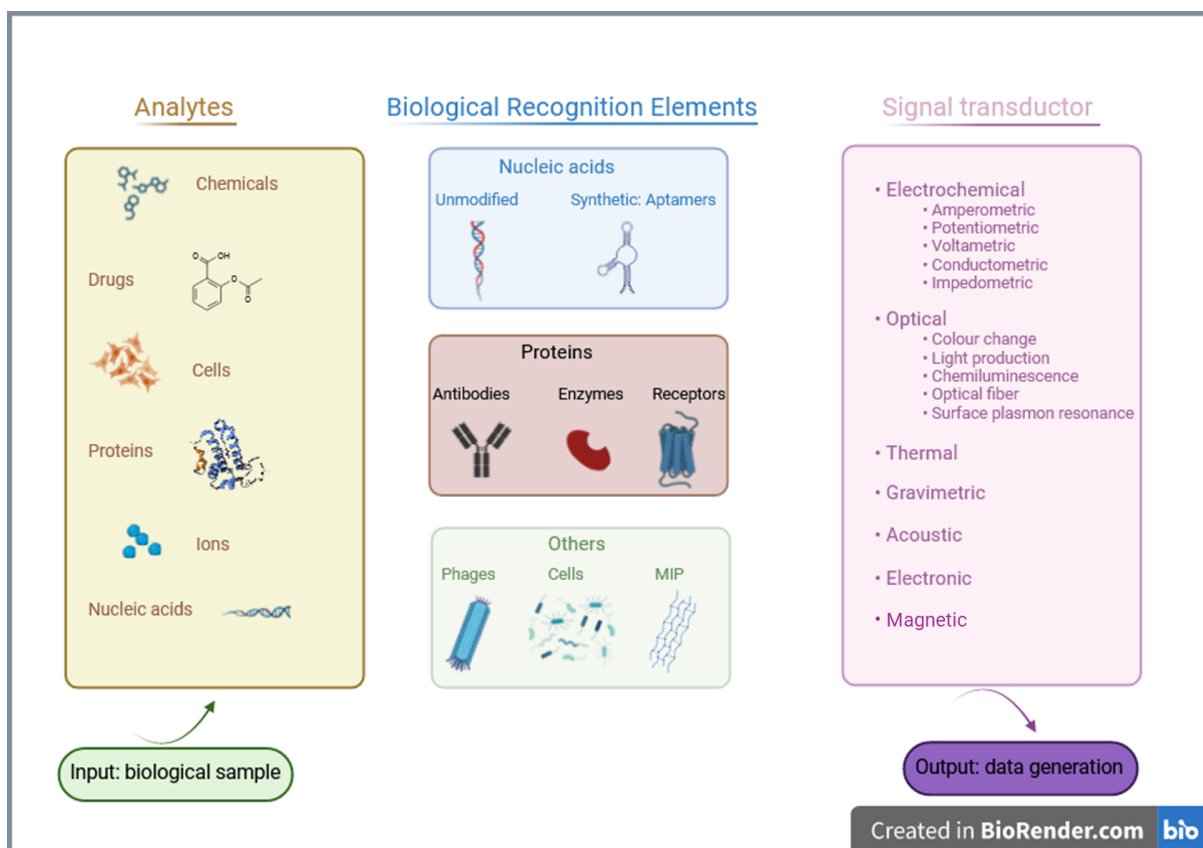 Analytes
Chemicals
Drugs
O
OH
O
O
Cells
Proteins
Ions
Nucleic acids
Input: biological sample
Biological Recognition Elements
Nucleic acids
Unmodified
Synthetic: Aptamers
Proteins
Antibodies
Enzymes
Receptors
Others
Phages
Cells
MIP
Signal transductor
• Electrochemical
• Amperometric
• Potentiometric
• Voltametric
• Conductometric
• Impedometric
• Optical
• Colour change
• Light production
• Chemiluminescence
• Optical fiber
• Surface plasmon resonance
• Thermal
• Gravimetric
• Acoustic
• Electronic
• Magnetic
Output: data generation
Created in BioRender.com bio